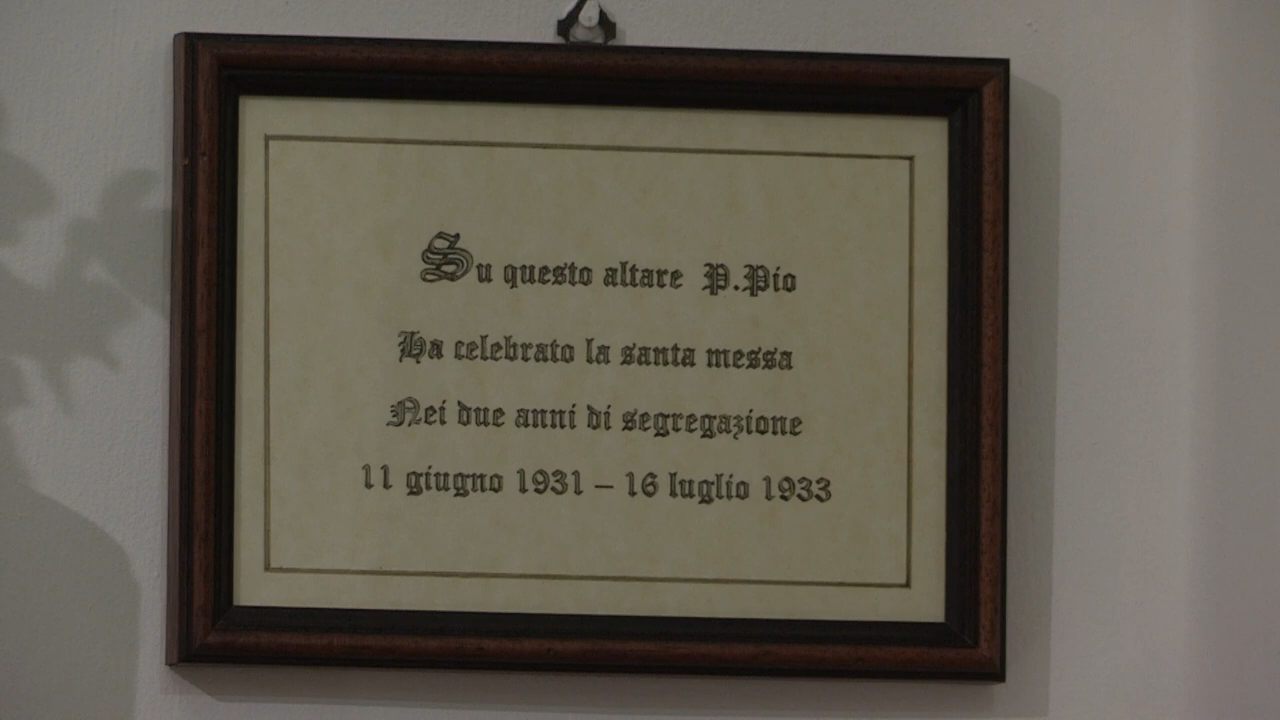 Su questo altare P.Pio
Ha celebrato la santa messa
Nei due anni di segregazione
11 giugno 1931 – 16 luglio 1933